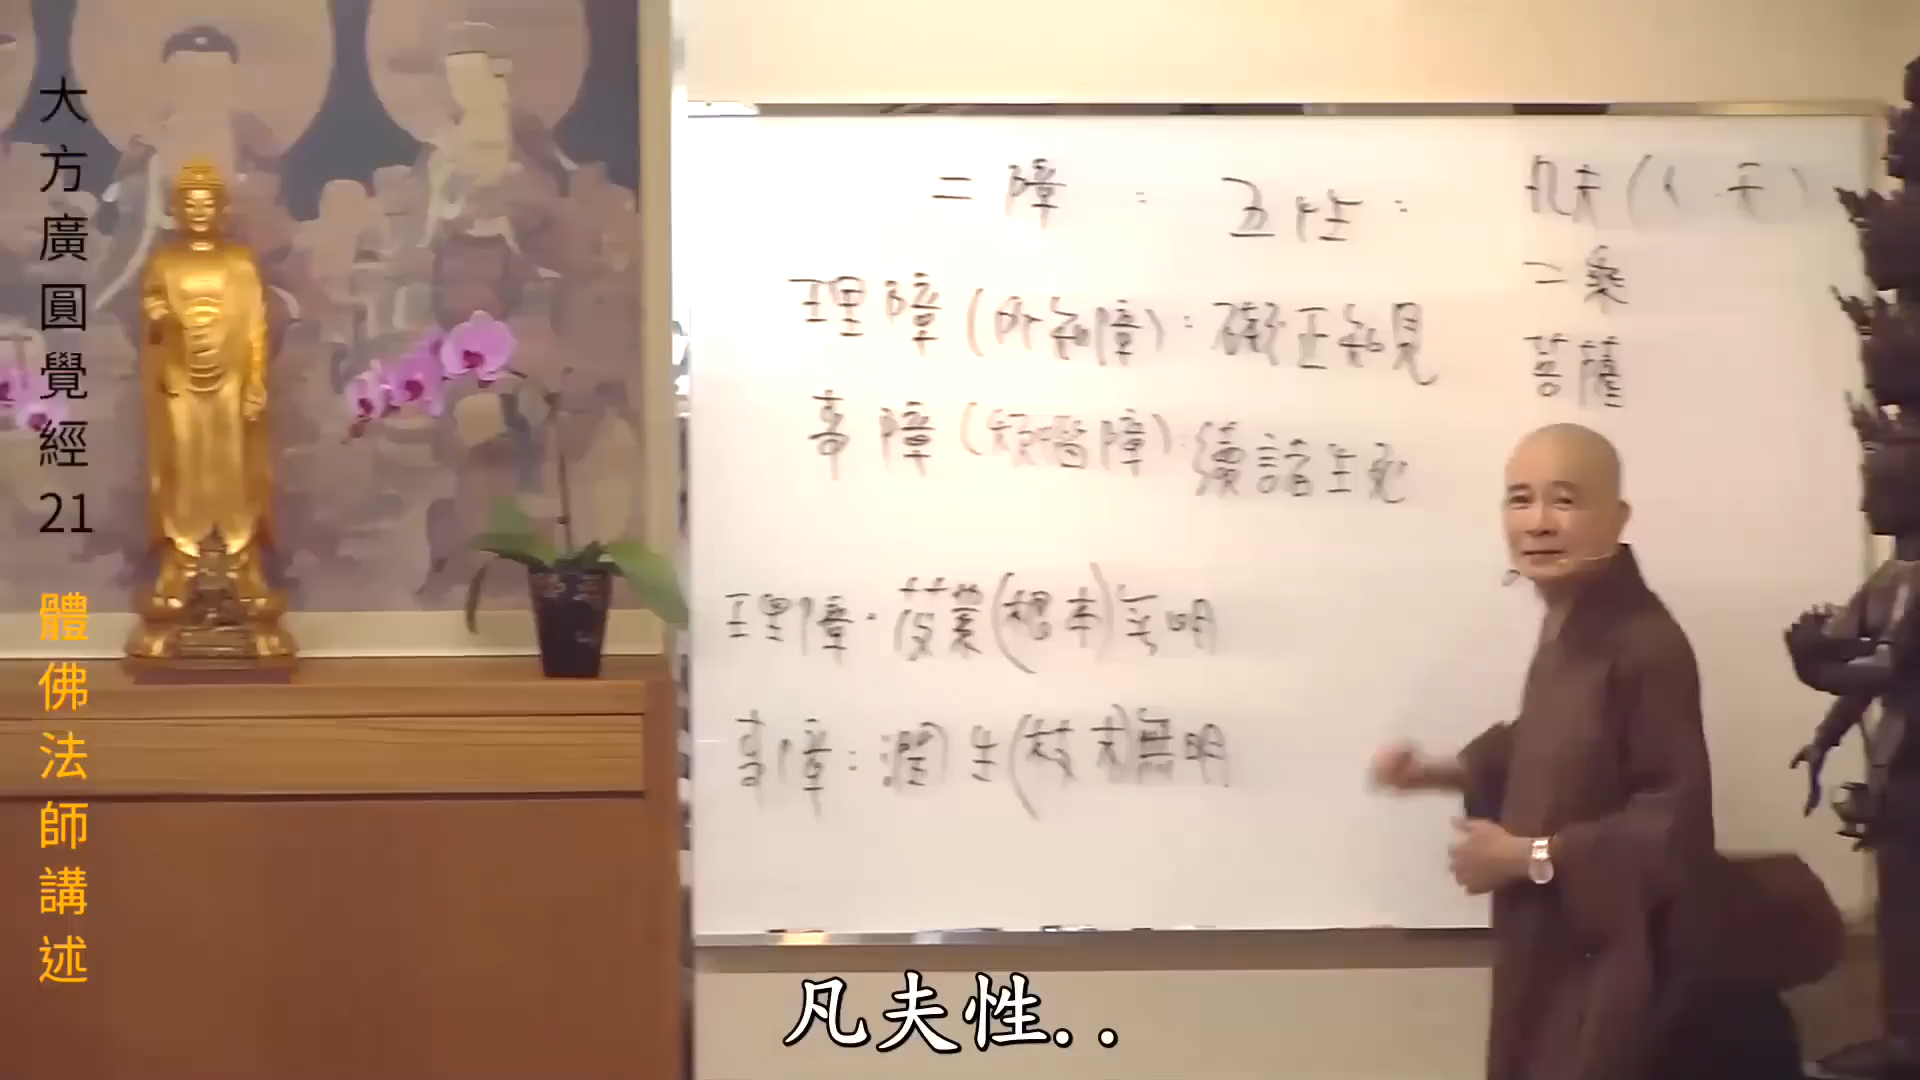 大方廣圓覺經21 體佛法師講述
二障：五性：
凡夫(人.天)
二乘
菩薩
理障(所知障)：礙正知見
事障(煩惱障)：續諸生死
理障：發業(根本)无明
事障：潤生(枝末)無明
凡夫性..